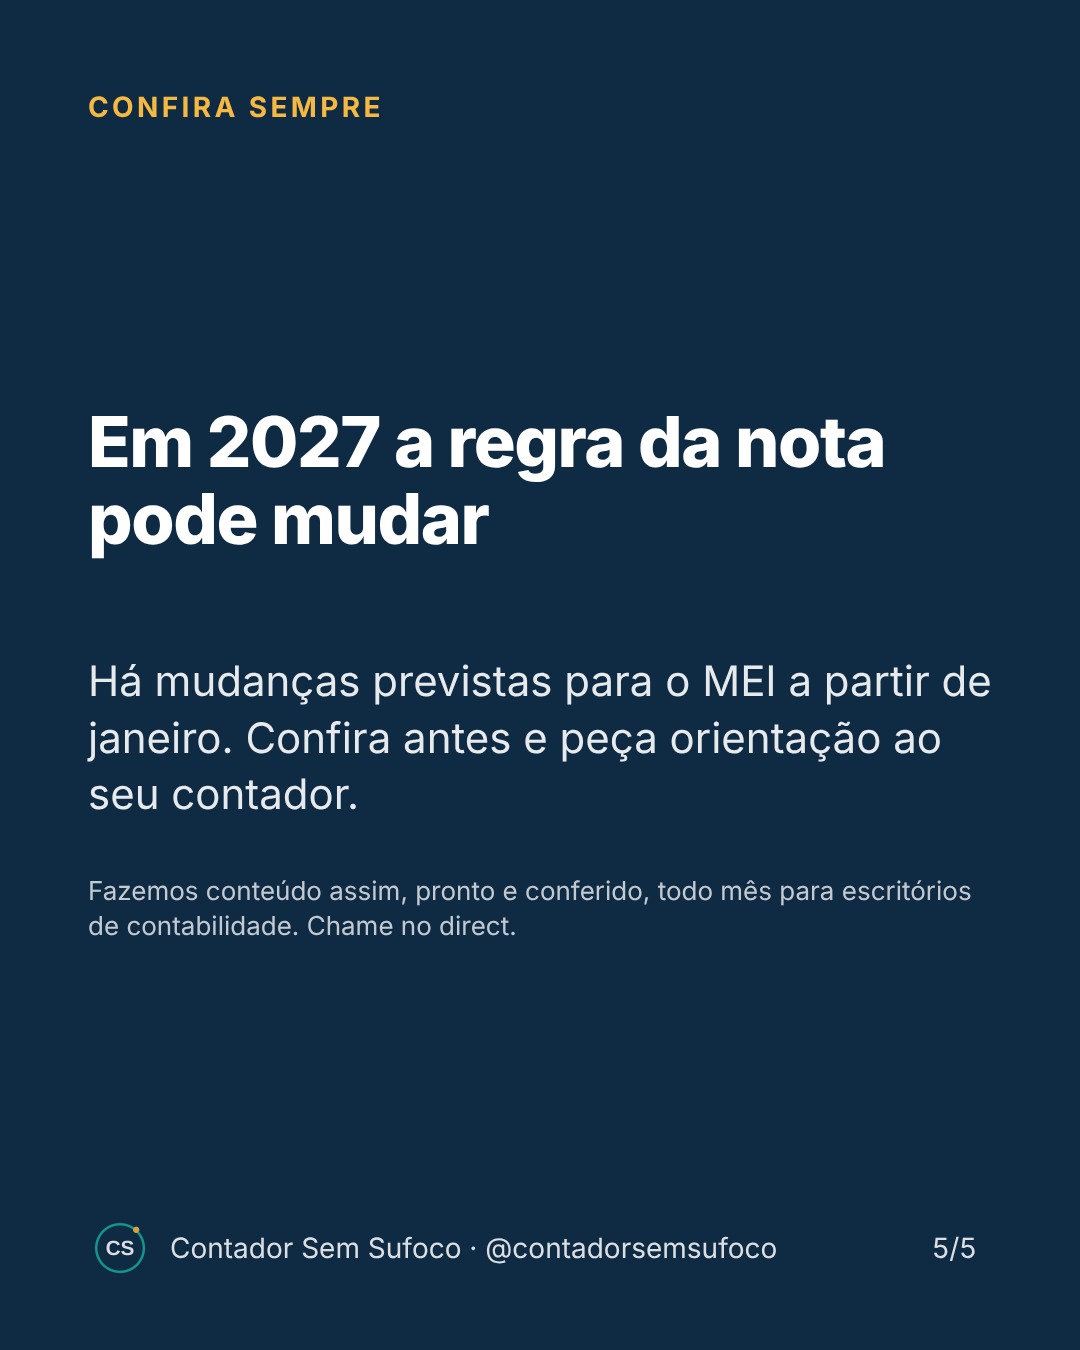 CONFIRA SEMPRE
Em 2027 a regra da nota
pode mudar
Há mudanças previstas para o MEI a partir de
janeiro. Confira antes e peça orientação ao
seu contador.
Fazemos conteúdo assim, pronto e conferido, todo mês para escritórios
de contabilidade. Chame no direct.
CS Contador Sem Sufoco · @contadorsemsufoco 5/5